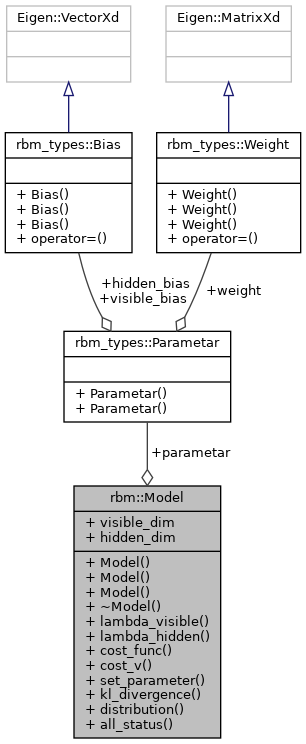 Eigen::VectorXd
Eigen::MatrixXd
rbm_types::Bias
+ Bias()
+ Bias()
+ Bias()
+ operator=()
rbm_types::Weight
+ Weight()
+ Weight()
+ Weight()
+ operator=()
+hidden_bias
+visible_bias
+weight
rbm_types::Parametar
+ Parametar()
+ Parametar()
+parametar
rbm::Model
+ visible_dim
+ hidden_dim
+ Model()
+ Model()
+ Model()
+ ~Model()
+ lambda_visible()
+ lambda_hidden()
+ cost_func()
+ cost_v()
+ set_parameter()
+ kl_divergence()
+ distribution()
+ all_status()